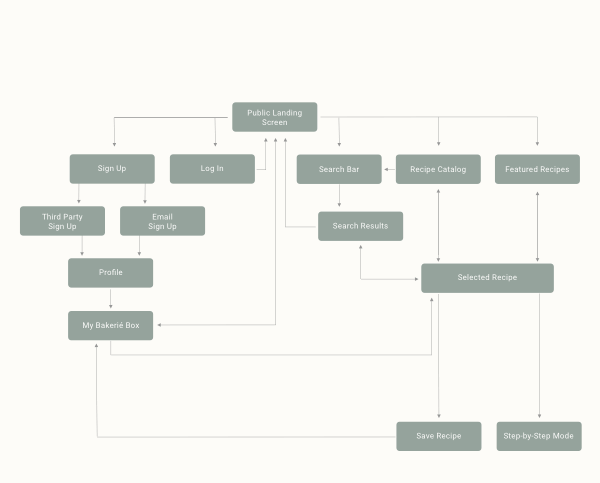 Public Landing
Screen
Sign Up
Log In
Search Bar
Recipe Catalog
Featured Recipes
Third Party
Sign Up
Email
Sign Up
Search Results
Profile
Selected Recipe
My Bakerié Box
Save Recipe
Step-by-Step Mode